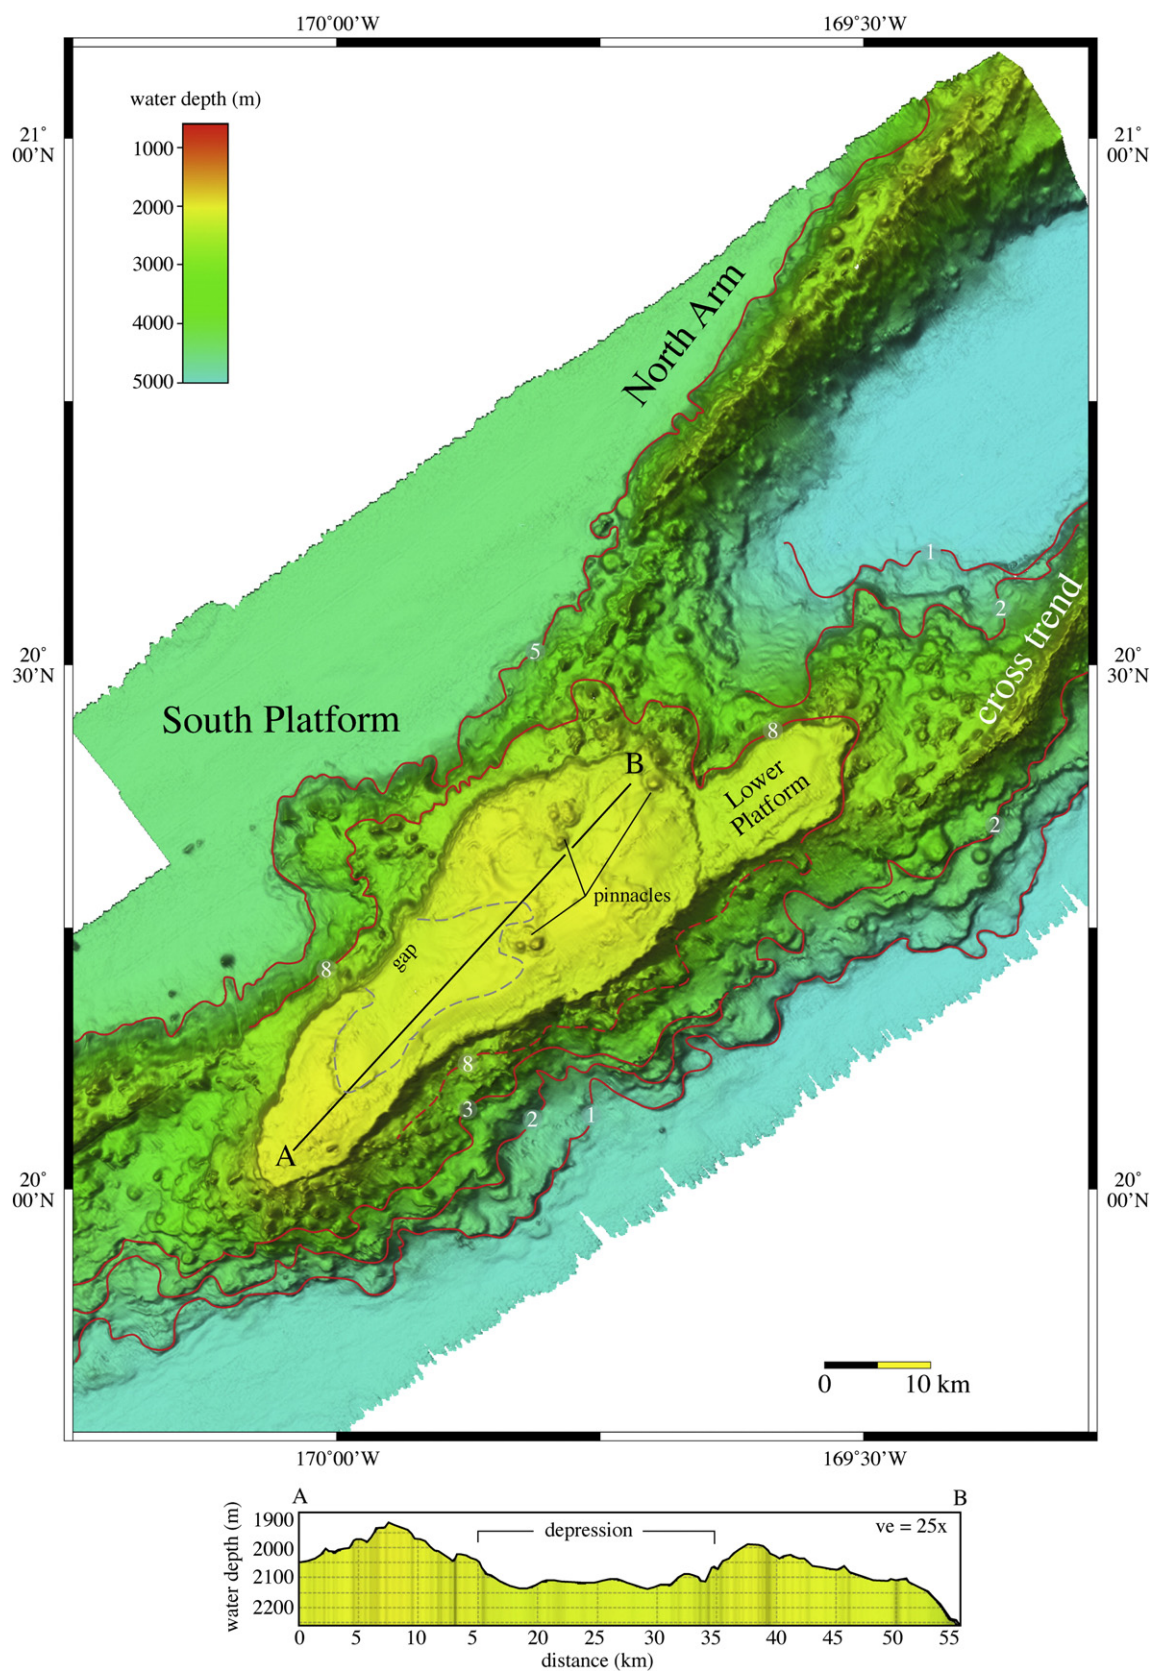 170°00'W 169°30'W
water depth (m)
1000
2000
3000
4000
5000
21°
00'N
21°
00'N
North Arm
1
2
cross trend
5
20°
30'N
20°
30'N
South Platform
8
B
Lower
Platform
2
pinnacles
gap
8
8
3
2
1
A
20°
00'N
20°
00'N
0 10 km
170°00'W 169°30'W
A B
water depth (m)
1900
2000
2100
2200
depression
ve = 25x
0 5 10 5 20 25 30 35 40 45 50 55
distance (km)